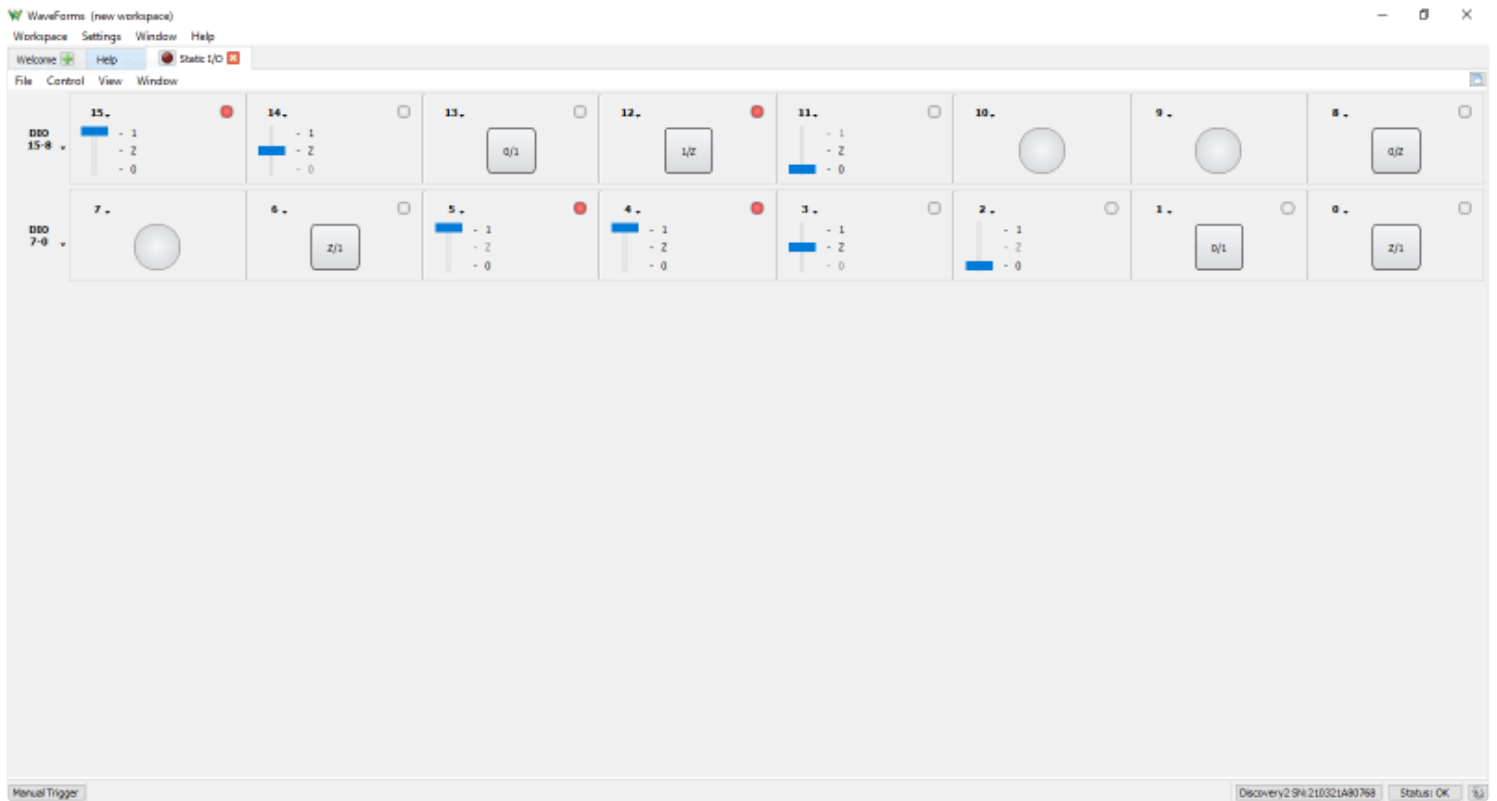 WaveForms (new workspace)
Workspace Settings Window Help
Welcome Help Static I/O
File Control View Window
DIO
15-8
15
- 1
- Z
- 0
14
- 1
- Z
- 0
13
0/1
12
1/Z
11
- 1
- Z
- 0
10
9
8
0/Z
DIO
7-0
7
6
Z/1
5
- 1
- Z
- 0
4
- 1
- Z
- 0
3
- 1
- Z
- 0
2
- 1
- Z
- 0
1
0/1
0
Z/1
Manual Trigger Discovery2 SN:210321A80768 Status: OK